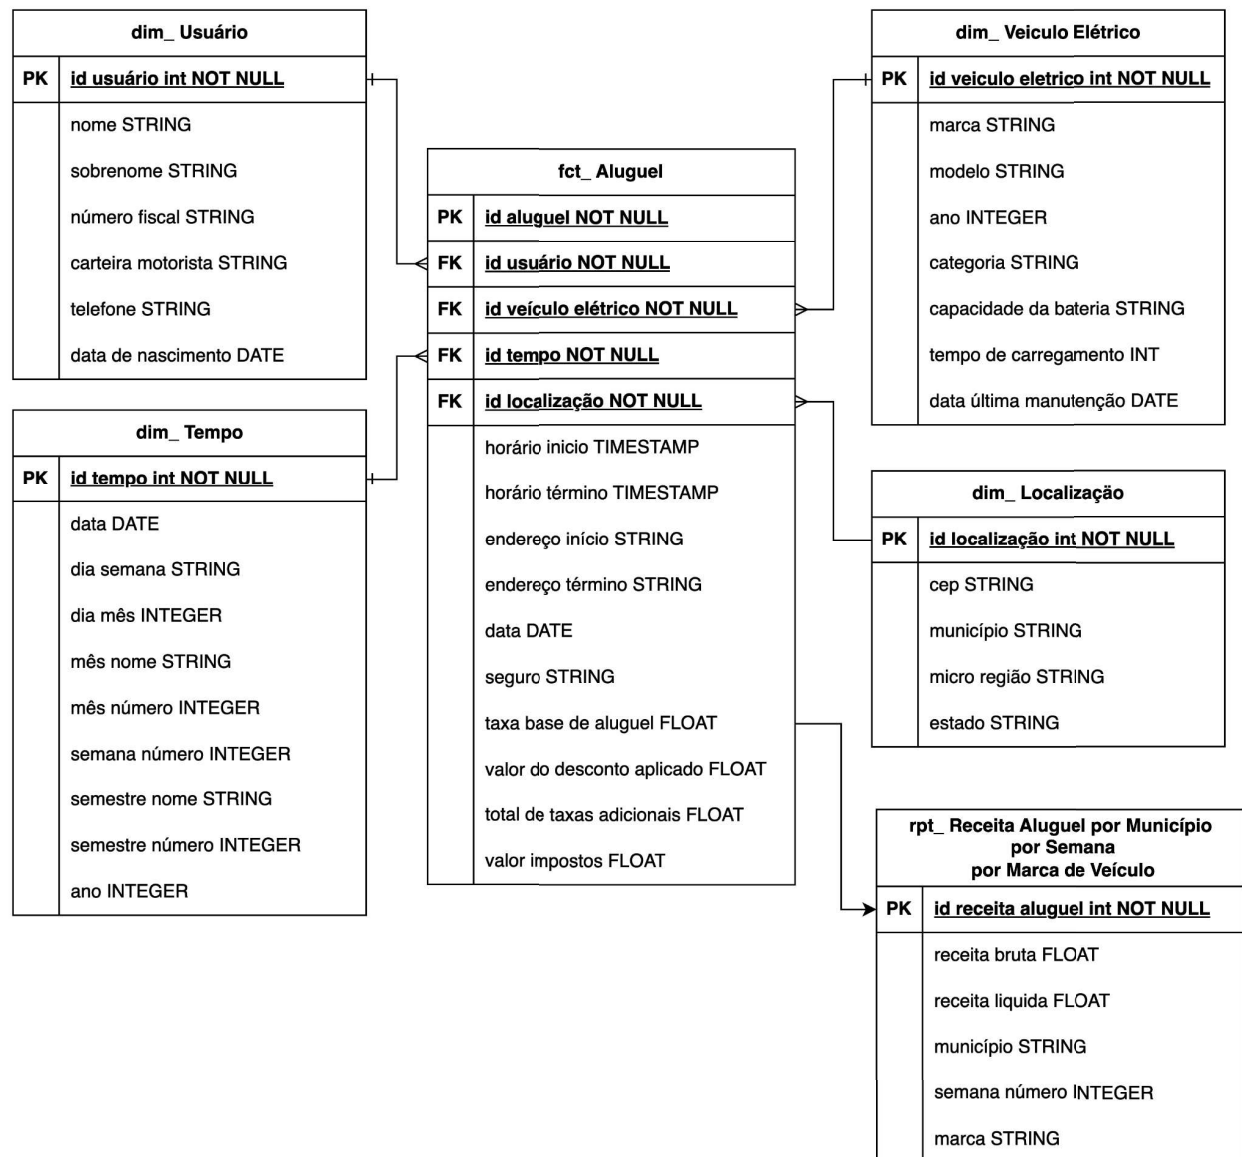 dim_ Usuário
PK id usuário int NOT NULL
nome STRING
sobrenome STRING
número fiscal STRING
carteira motorista STRING
telefone STRING
data de nascimento DATE
dim_ Tempo
PK id tempo int NOT NULL
data DATE
dia semana STRING
dia mês INTEGER
mês nome STRING
mês número INTEGER
semana número INTEGER
semestre nome STRING
semestre número INTEGER
ano INTEGER
fct_ Aluguel
PK id aluguel NOT NULL
FK id usuário NOT NULL
FK id veículo elétrico NOT NULL
FK id tempo NOT NULL
FK id localização NOT NULL
horário inicio TIMESTAMP
horário término TIMESTAMP
endereço início STRING
endereço término STRING
data DATE
seguro STRING
taxa base de aluguel FLOAT
valor do desconto aplicado FLOAT
total de taxas adicionais FLOAT
valor impostos FLOAT
dim_ Veiculo Elétrico
PK id veiculo eletrico int NOT NULL
marca STRING
modelo STRING
ano INTEGER
categoria STRING
capacidade da bateria STRING
tempo de carregamento INT
data última manutenção DATE
dim_ Localização
PK id localização int NOT NULL
cep STRING
município STRING
micro região STRING
estado STRING
rpt_ Receita Aluguel por Município
por Semana
por Marca de Veículo
PK id receita aluguel int NOT NULL
receita bruta FLOAT
receita liquida FLOAT
município STRING
semana número INTEGER
marca STRING